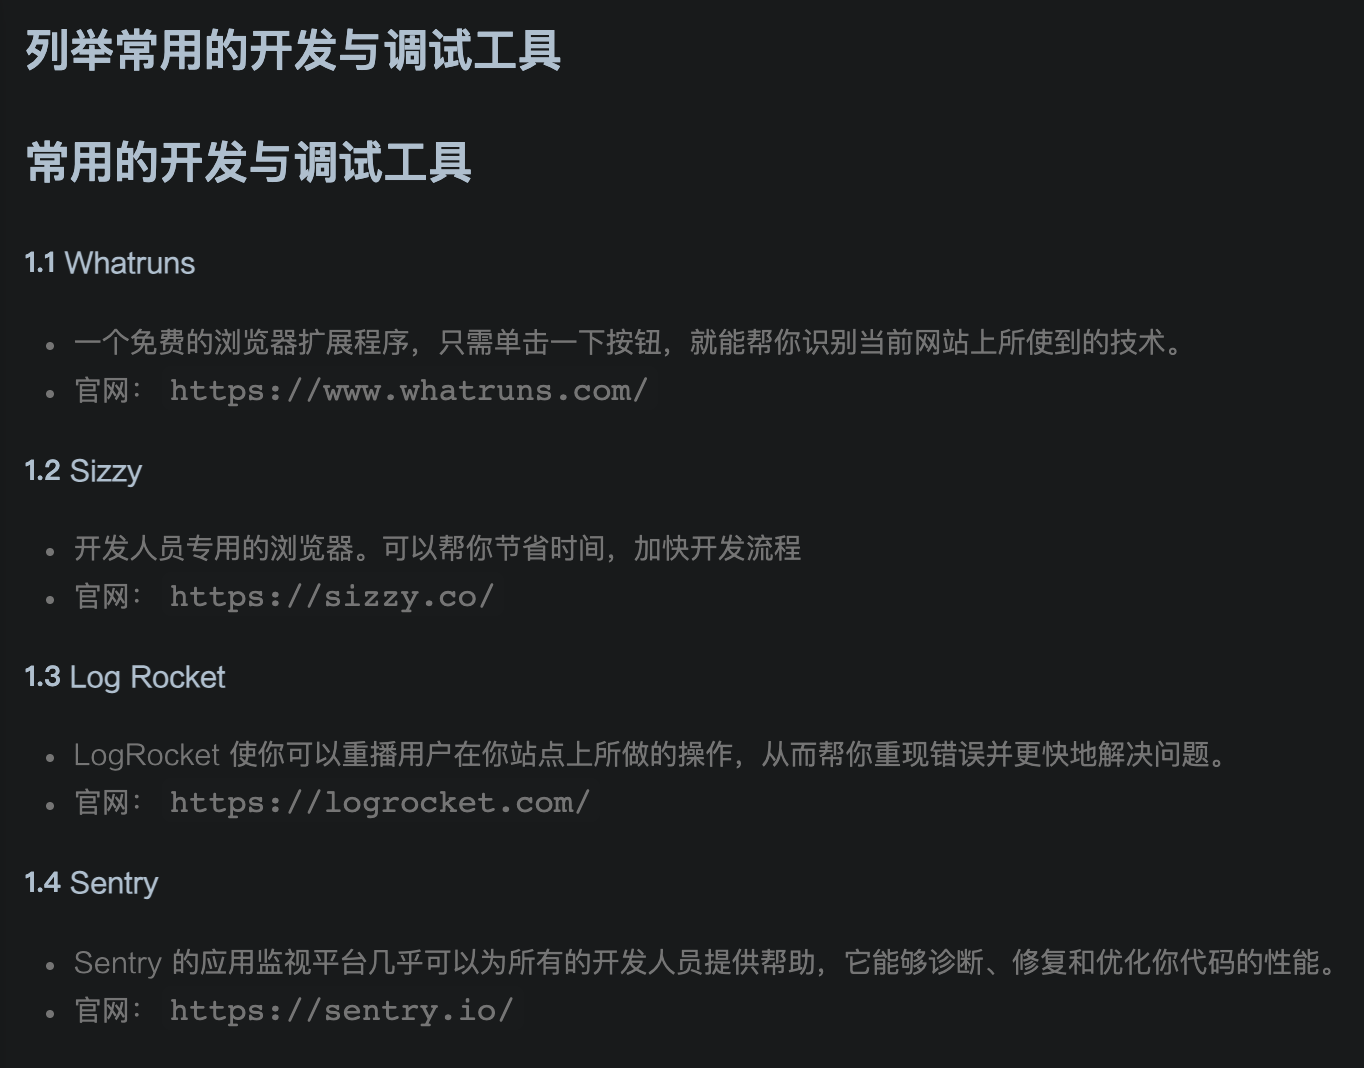 列举常用的开发与调试工具
常用的开发与调试工具
1.1 Whatruns
• 一个免费的浏览器扩展程序，只需单击一下按钮，就能帮你识别当前网站上所使到的技术。
• 官网： https://www.whatruns.com/
1.2 Sizzy
• 开发人员专用的浏览器。可以帮你节省时间，加快开发流程
• 官网： https://sizzy.co/
1.3 Log Rocket
• LogRocket 使你可以重播用户在你站点上所做的操作，从而帮你重现错误并更快地解决问题。
• 官网： https://logrocket.com/
1.4 Sentry
• Sentry 的应用监视平台几乎可以为所有的开发人员提供帮助，它能够诊断、修复和优化你代码的性能。
• 官网： https://sentry.io/